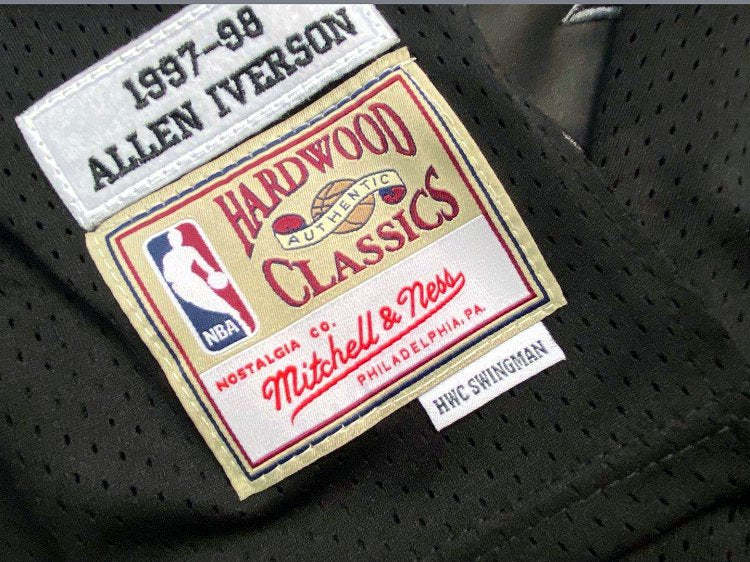 1997-98
ALLEN IVERSON
HARDWOOD
AUTHENTIC
CLASSICS
NBA
NOSTALGIA CO.
Mitchell & Ness
PHILADELPHIA, PA.
HWC SWINGMAN